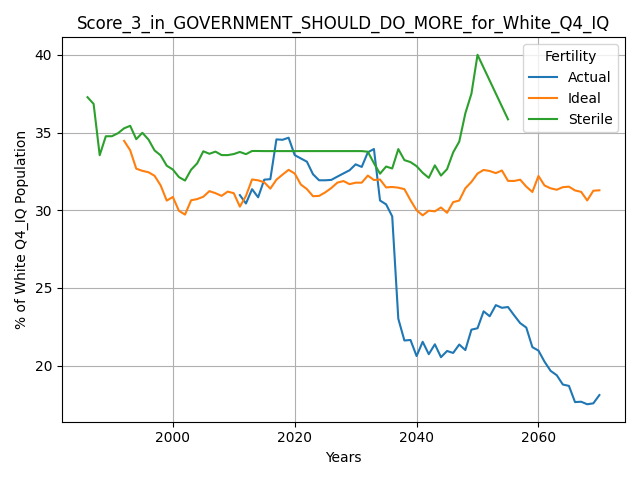 Score_3_in_GOVERNMENT_SHOULD_DO_MORE_for_White_Q4_IQ
Fertility
Actual
Ideal
Sterile
% of White Q4_IQ Population
40
35
30
25
20
2000
2020
2040
2060
Years